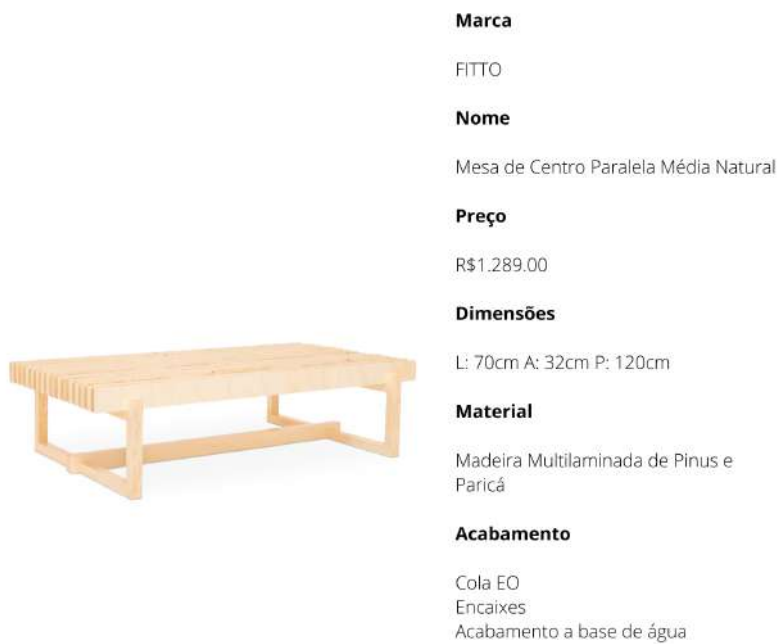 Marca
FITTO
Nome
Mesa de Centro Paralela Média Natural
Preço
R$1.289.00
Dimensões
L: 70cm A: 32cm P: 120cm
Material
Madeira Multilaminada de Pinus e
Paricá
Acabamento
Cola EO
Encaixes
Acabamento a base de água